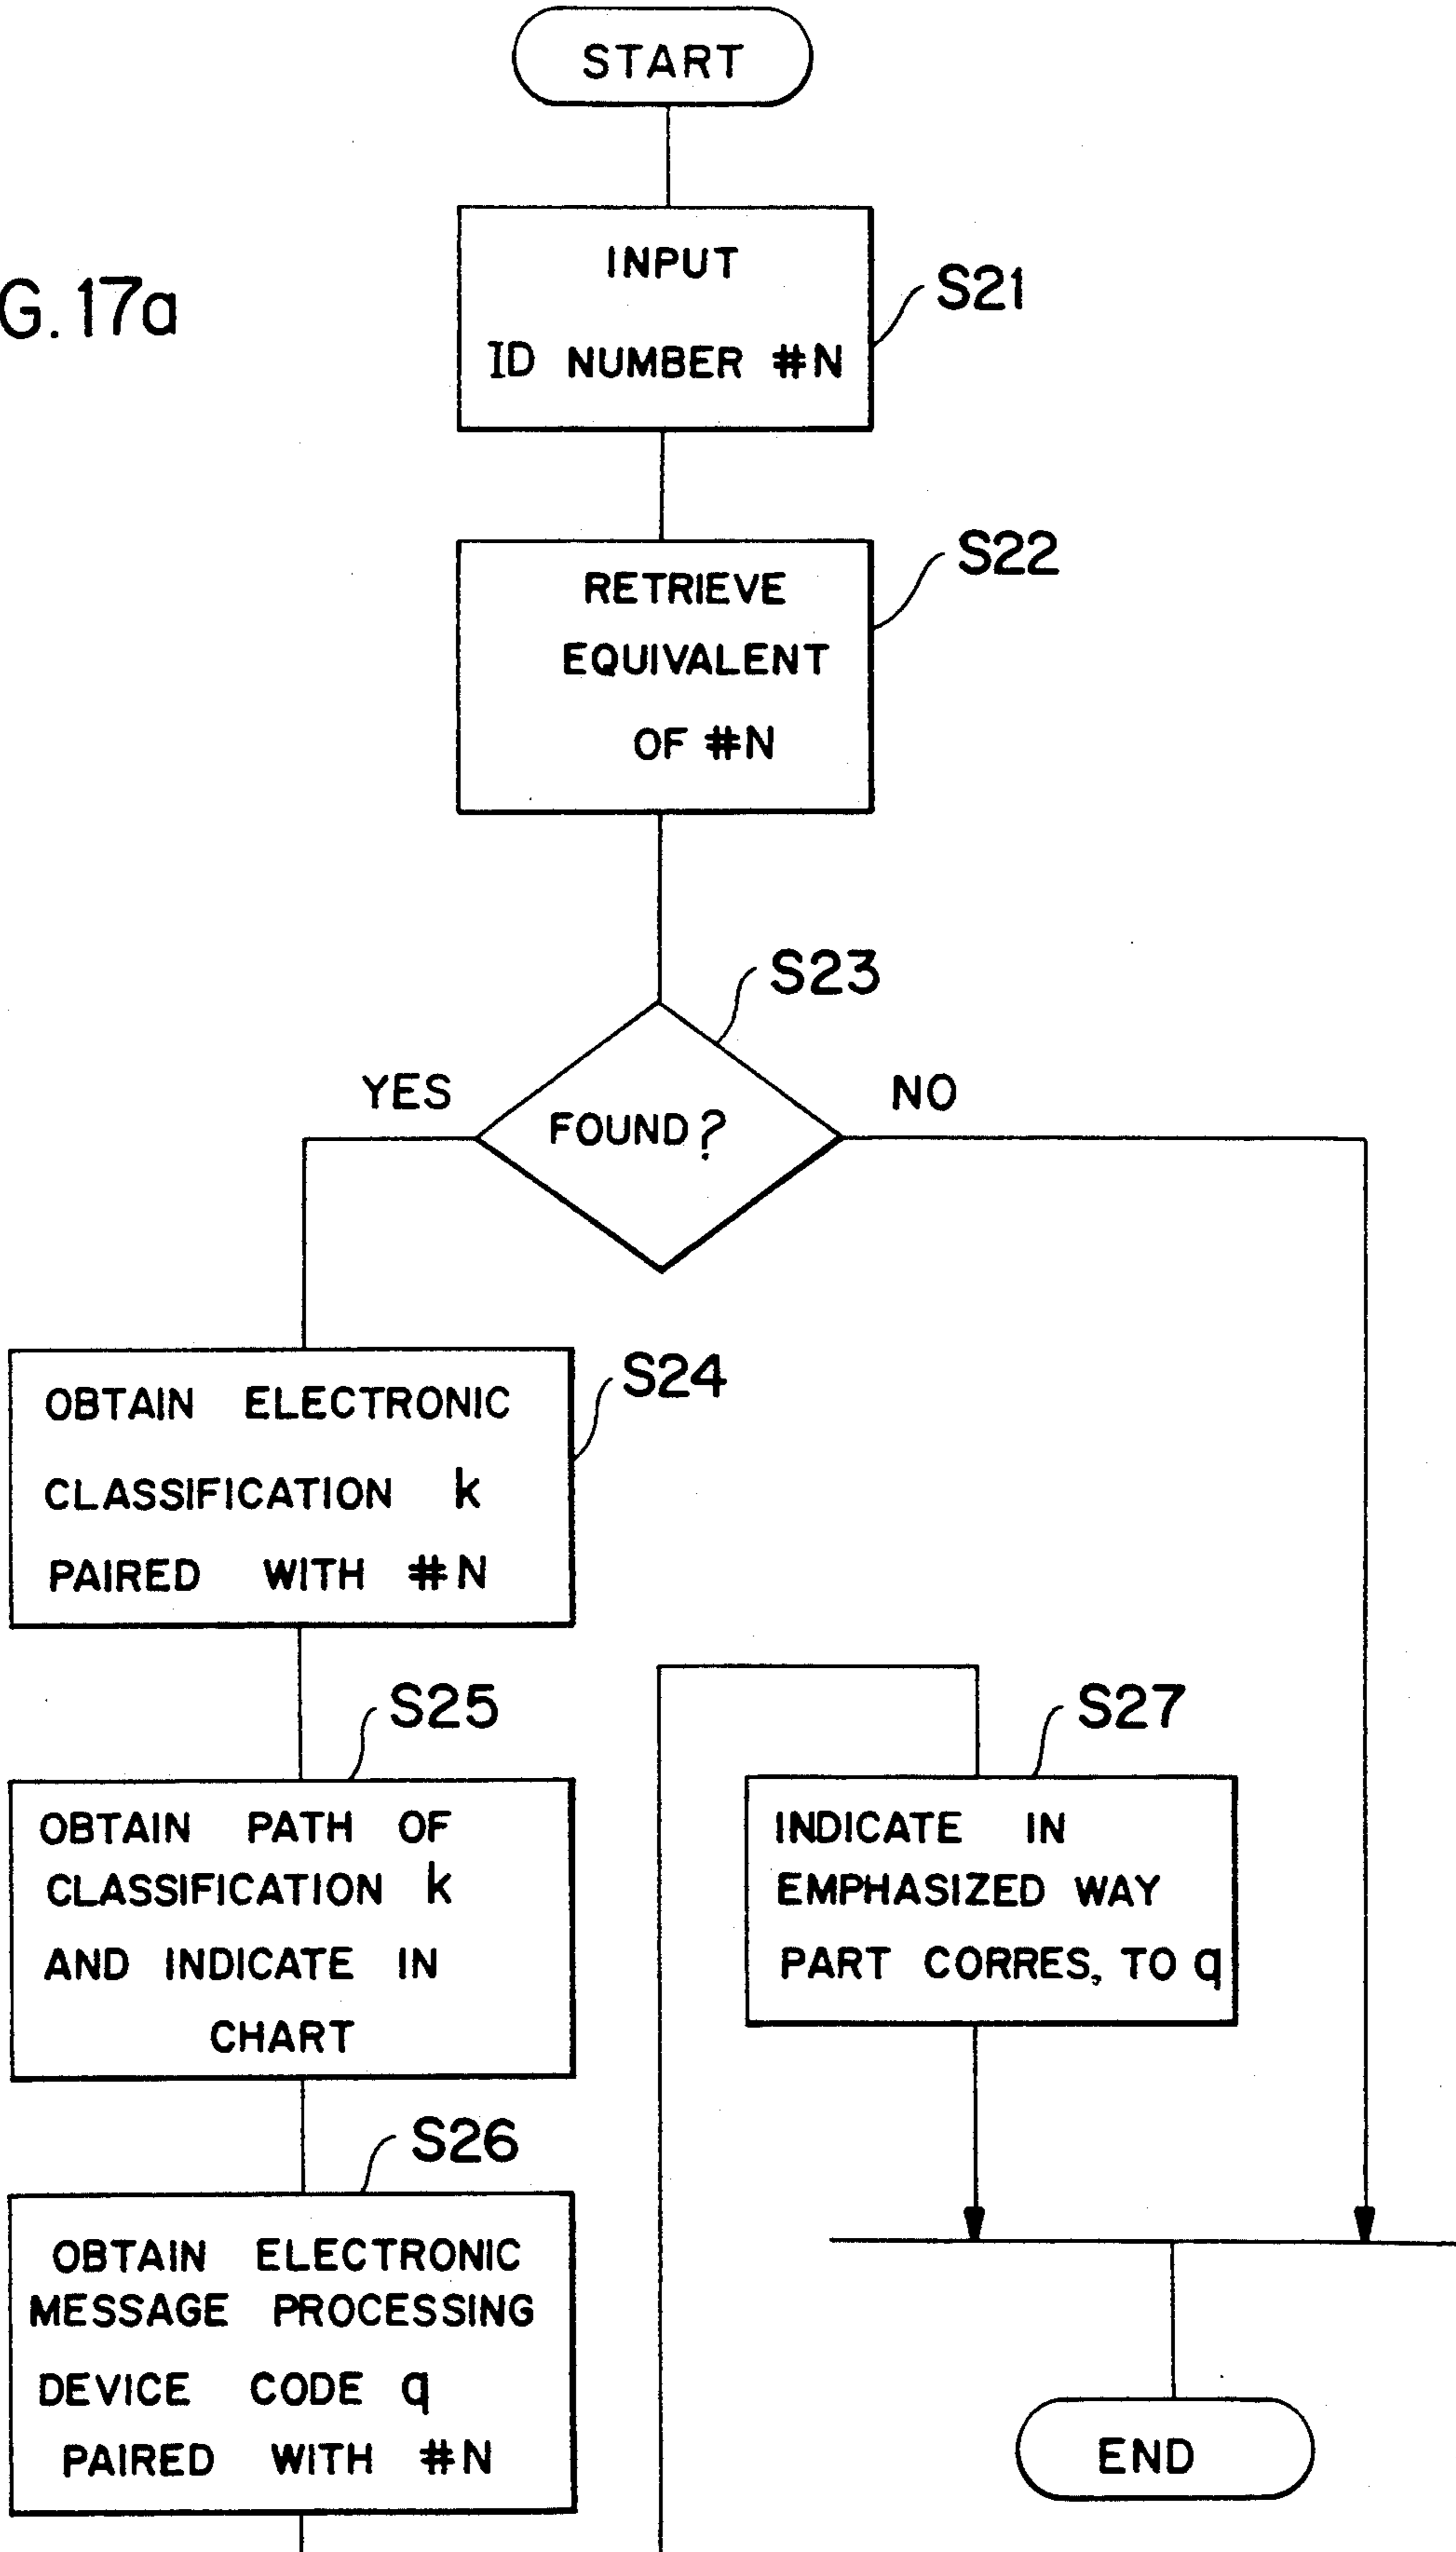 START
G. 17a
INPUT
ID NUMBER #N
S21
RETRIEVE
EQUIVALENT
OF #N
S22
S23
YES
FOUND?
NO
OBTAIN ELECTRONIC
CLASSIFICATION k
PAIRED WITH #N
S24
S25
OBTAIN PATH OF
CLASSIFICATION k
AND INDICATE IN
CHART
S27
INDICATE IN
EMPHASIZED WAY
PART CORRES, TO q
S26
OBTAIN ELECTRONIC
MESSAGE PROCESSING
DEVICE CODE q
PAIRED WITH #N
END